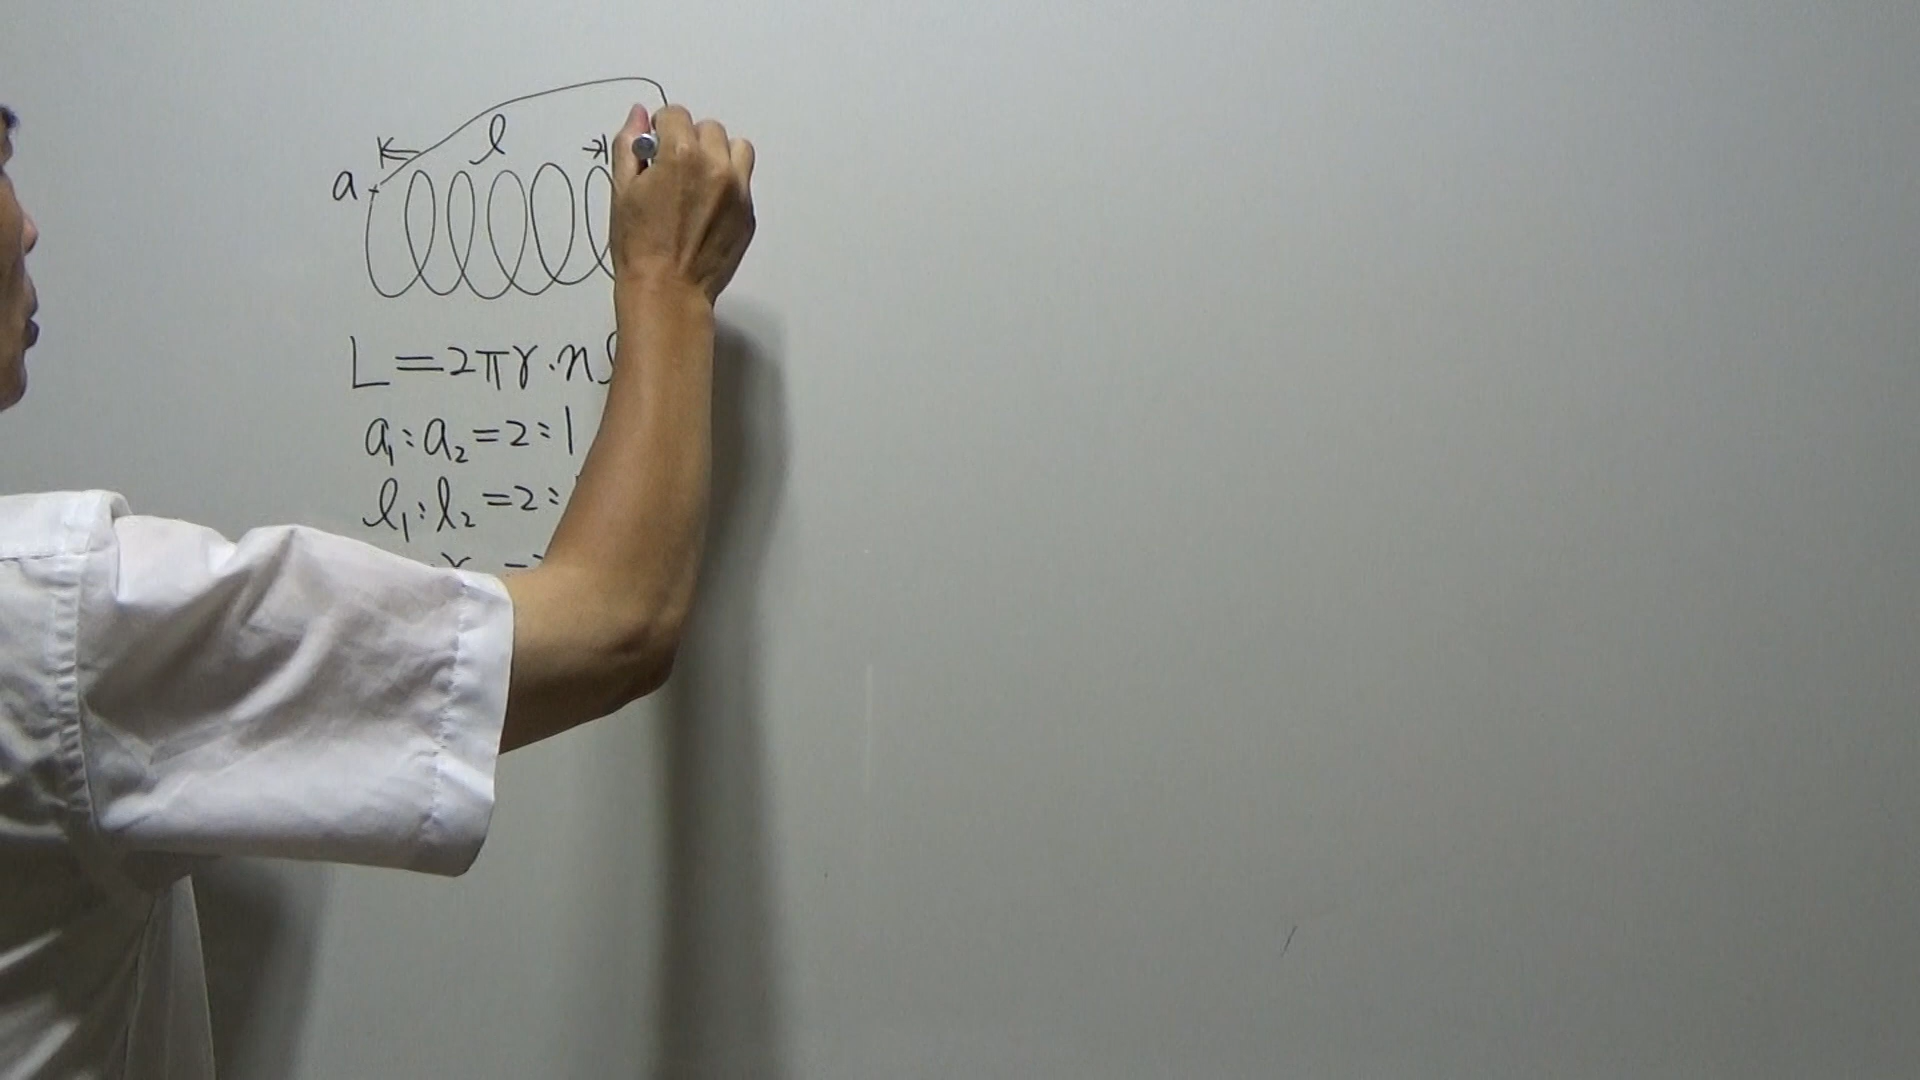 l
a
L = 2πr·n
a₁ : a₂ = 2 : 1
l₁ : l₂ = 2 :